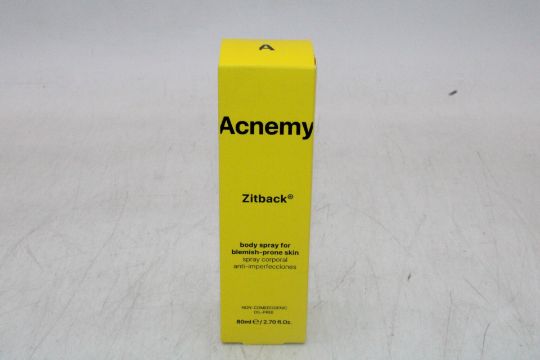 A
Acnemy
Zitback®
body spray for
blemish-prone skin
spray corporal
anti-imperfecciones
NON-COMEDOGENIC
OIL-FREE
80ml ℮ / 2.70 fl.Oz.